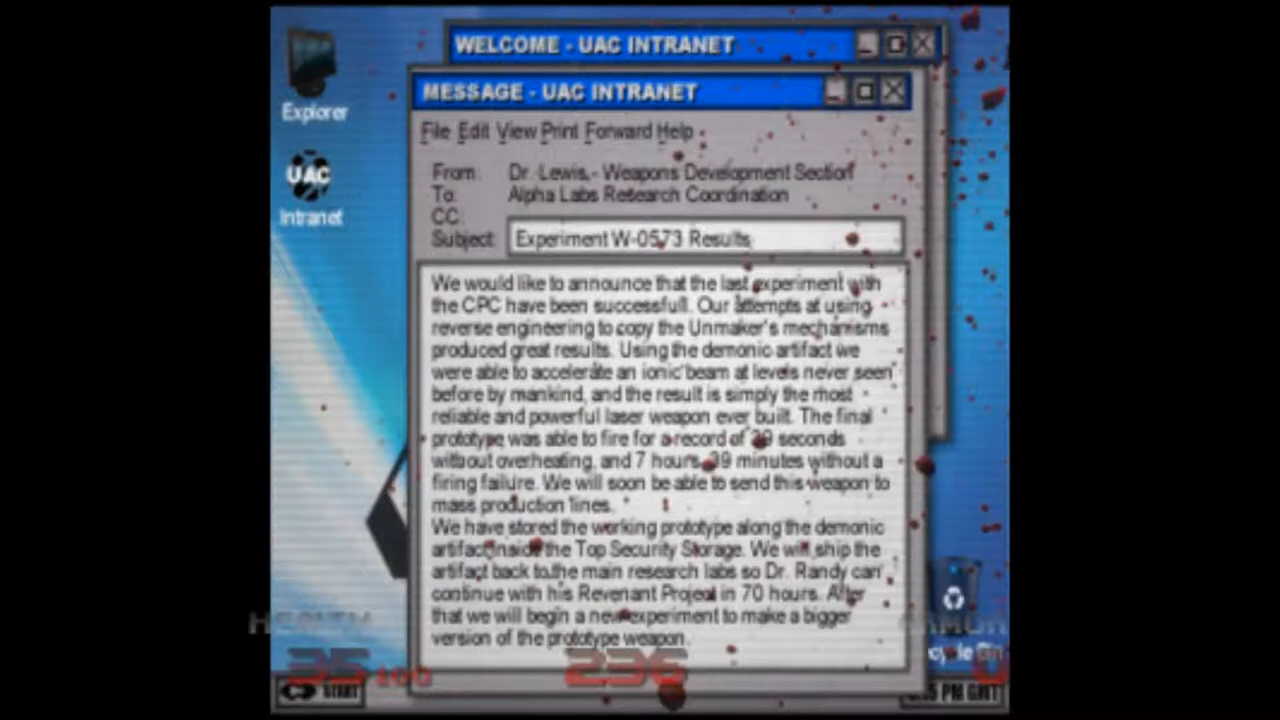 WELCOME - UAC INTRANET
MESSAGE - UAC INTRANET
Explorer
File Edit View Print Forward Help
From: Dr. Lewis - Weapons Development Section
To: Alpha Labs Research Coordination
CC:
UAC
Intranet
Subject: Experiment W-0573 Results
We would like to announce that the last experiment with
the CPC have been successfull. Our attempts at using
reverse engineering to copy the Unmaker's mechanisms
produced great results. Using the demonic artifact we
were able to accelerate an ionic beam at levels never seen
before by mankind, and the result is simply the most
reliable and powerful laser weapon ever built. The final
prototype was able to fire for a record of 39 seconds
without overheating, and 7 hours, 39 minutes without a
firing failure. We will soon be able to send this weapon to
mass production lines.
We have stored the working prototype along the demonic
artifact inside the Top Security Storage. We will ship the
artifact back to the main research labs so Dr. Randy can
continue with his Revenant Project in 70 hours. After
that we will begin a new experiment to make a bigger
version of the prototype weapon.
HEALTH
ARMOR
35/100
236
0
START
PM GMT